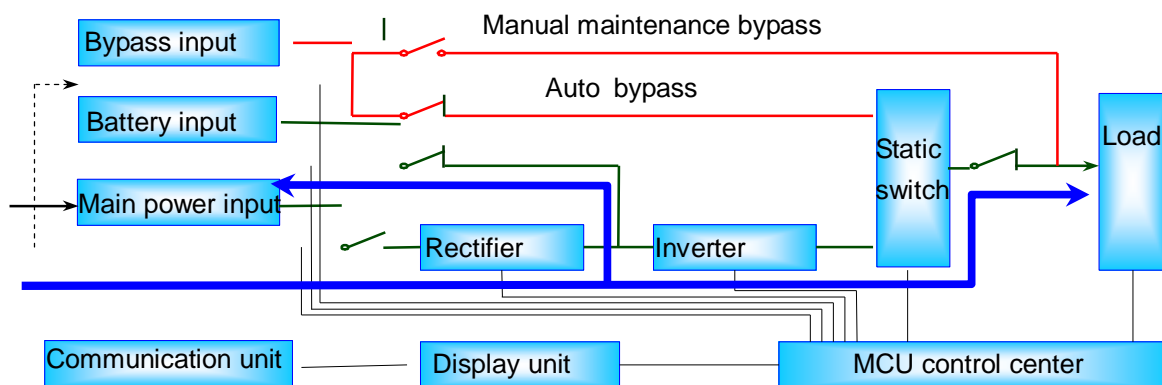 Bypass input
Manual maintenance bypass
Auto bypass
Battery input
Load
Static
switch
Main power input
Rectifier
Inverter
Communication unit
Display unit
MCU control center